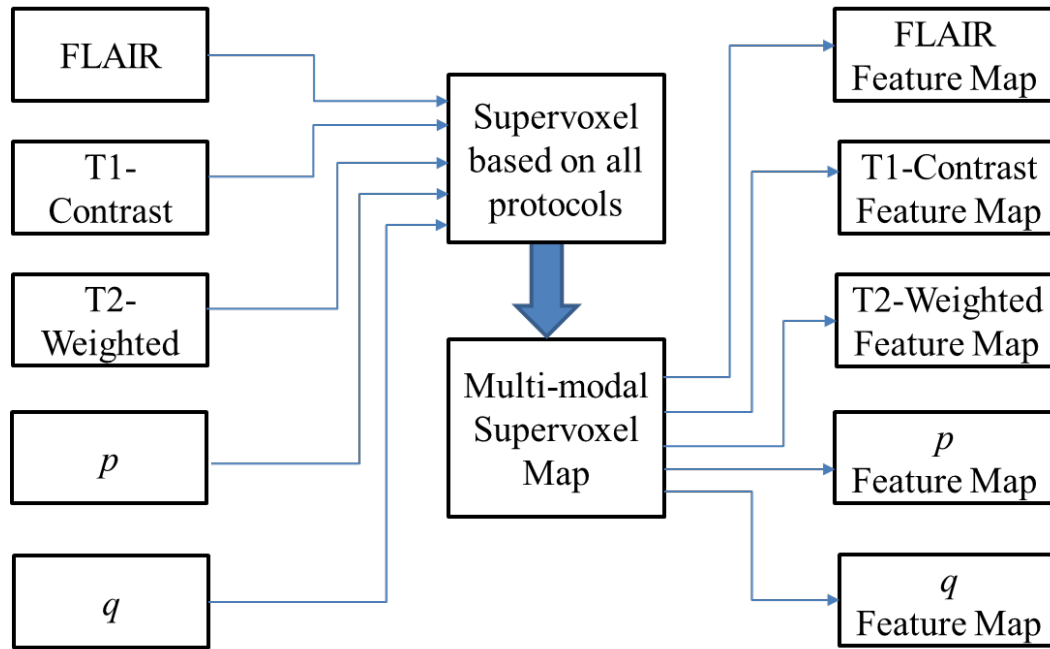 FLAIR
T1-
Contrast
T2-
Weighted
p
q
Supervoxel
based on all
protocols
Multi-modal
Supervoxel
Map
FLAIR
Feature Map
T1-Contrast
Feature Map
T2-Weighted
Feature Map
p
Feature Map
q
Feature Map